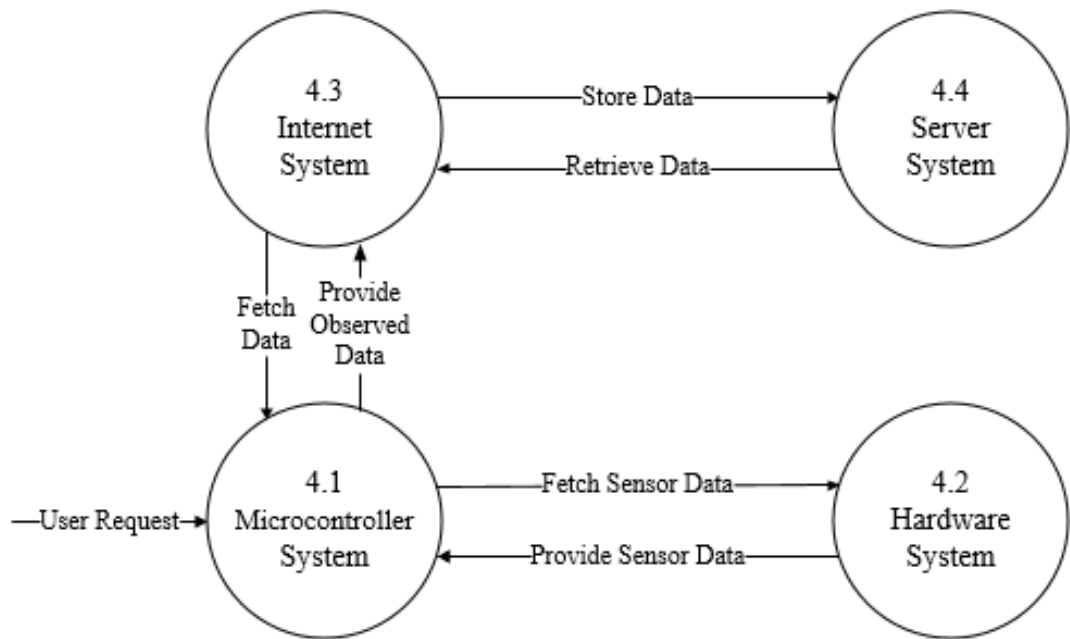 4.3
Internet
System
Store Data
Retrieve Data
4.4
Server
System
Fetch
Data
Provide
Observed
Data
User Request
4.1
Microcontroller
System
Fetch Sensor Data
Provide Sensor Data
4.2
Hardware
System